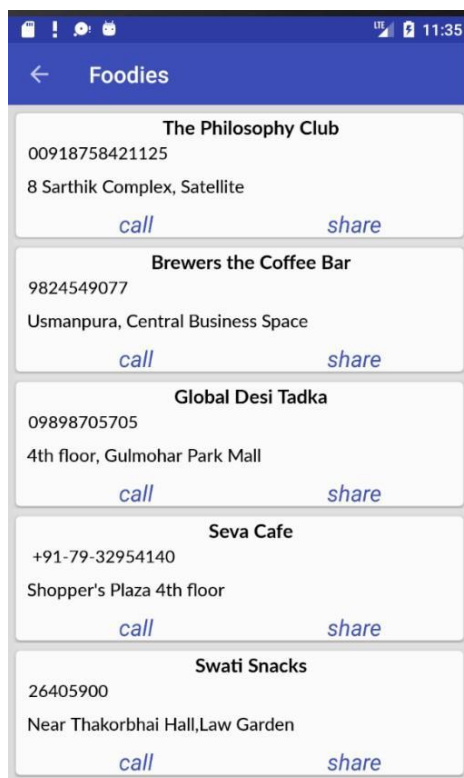 LTE 11:35
Foodies
The Philosophy Club
00918758421125
8 Sarthik Complex, Satellite
call share
Brewers the Coffee Bar
9824549077
Usmanpura, Central Business Space
call share
Global Desi Tadka
09898705705
4th floor, Gulmohar Park Mall
call share
Seva Cafe
+91-79-32954140
Shopper's Plaza 4th floor
call share
Swati Snacks
26405900
Near Thakorbhai Hall,Law Garden
call share